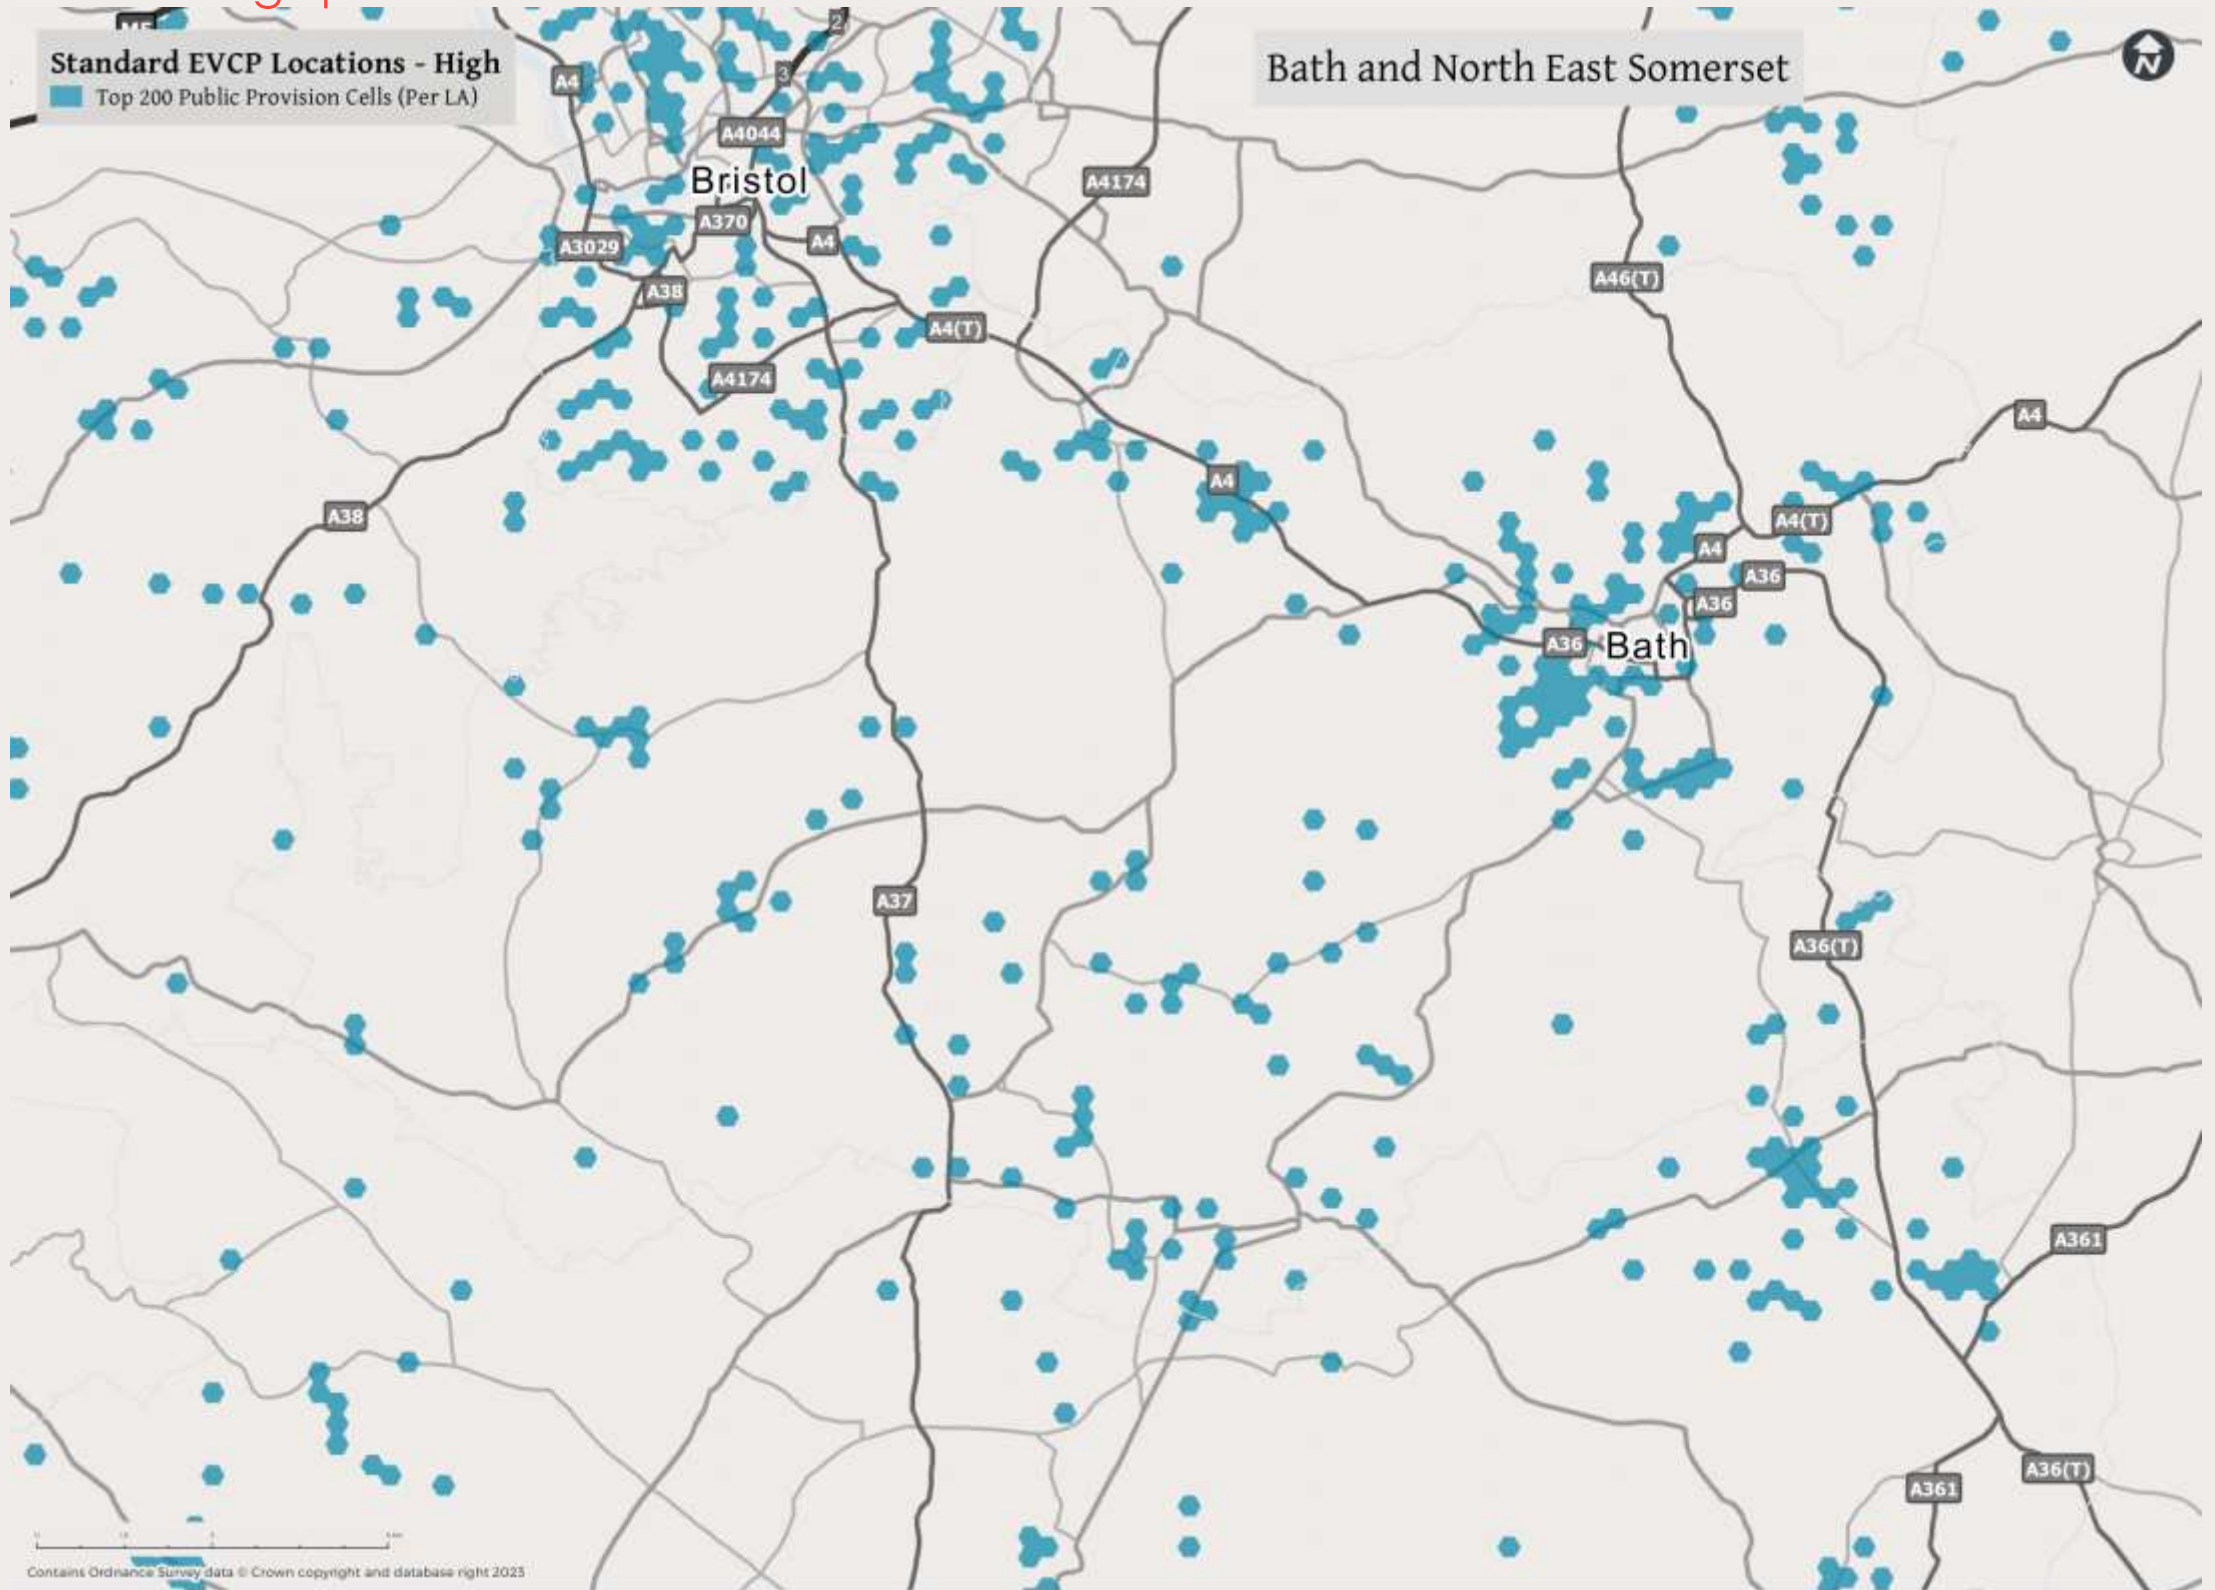 Standard EVCP Locations - High
Top 200 Public Provision Cells (Per LA)
Bath and North East Somerset
N
2
3
A4
A4044
Bristol
A4174
A370
A3029
A4
A38
A46(T)
A4(T)
A4174
A4
A4
A38
A4(T)
A4
A36
A36
A36
Bath
A37
A36(T)
A361
A36(T)
A361
Contains Ordnance Survey data © Crown copyright and database right 2023